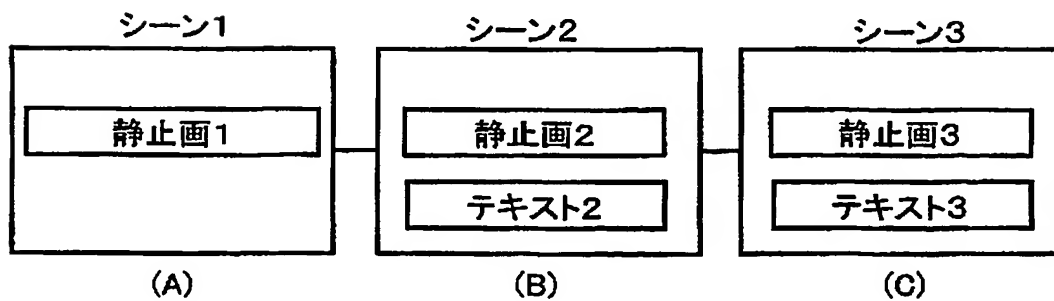 シーン1 シーン2 シーン3
静止画1 静止画2 静止画3
テキスト2 テキスト3
(A) (B) (C)